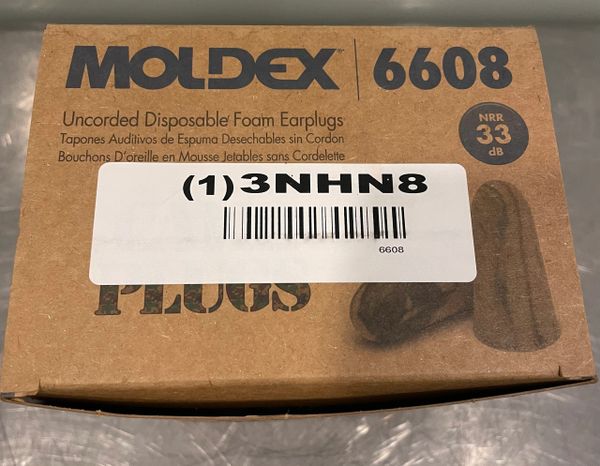 MOLDEX 6608
Uncorded Disposable Foam Earplugs
Tapones Auditivos de Espuma Desechables sin Cordon
Bouchons D'oreille en Mousse Jetables sans Cordelette
NRR
33
dB
(1)3NHN8
6608
PLUGS